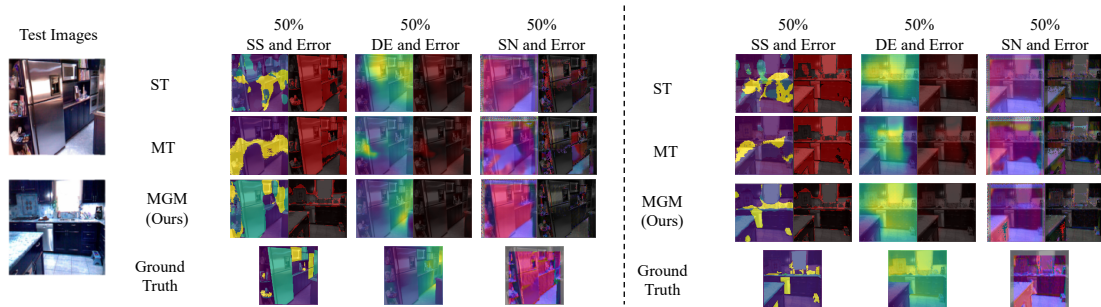 Test Images
50%
SS and Error
50%
DE and Error
50%
SN and Error
ST
MT
MGM
(Ours)
Ground
Truth
50%
SS and Error
50%
DE and Error
50%
SN and Error
ST
MT
MGM
(Ours)
Ground
Truth